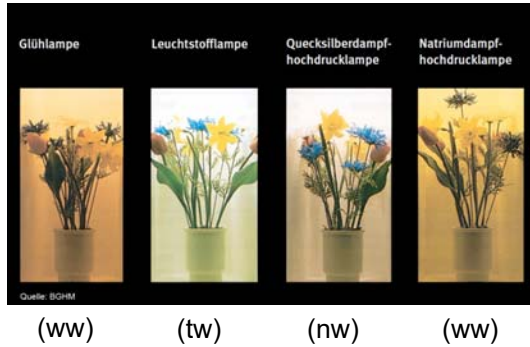 Glühlampe
Leuchtstofflampe
Quecksilberdampf-
hochdrucklampe
Natriumdampf-
hochdrucklampe
Quelle: BGHM
(ww) (tw) (nw) (ww)